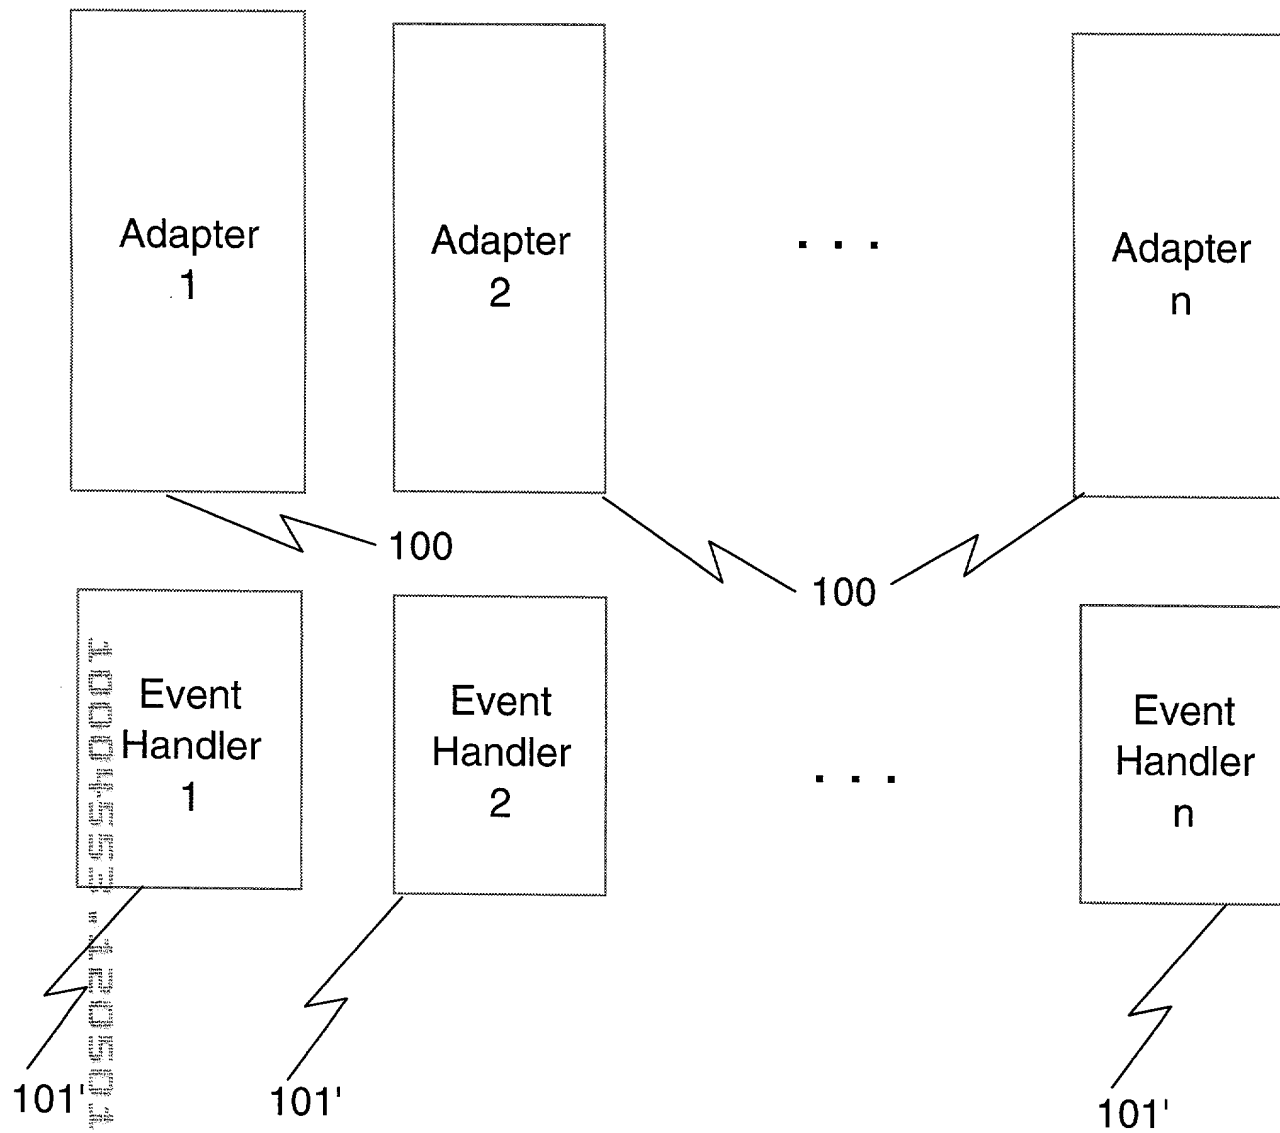 Adapter
1
Adapter
2
. . .
Adapter
n
100
100
Event
Handler
1
Event
Handler
2
. . .
Event
Handler
n
101'
101'
101'